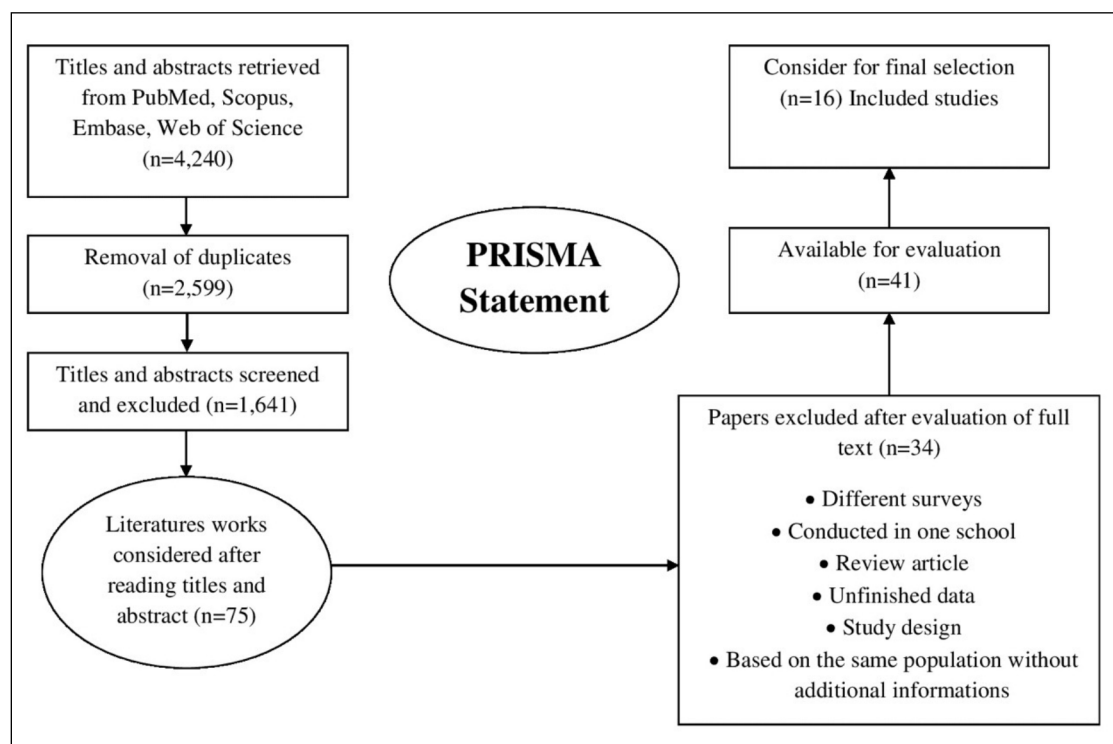 Titles and abstracts retrieved
from PubMed, Scopus,
Embase, Web of Science
(n=4,240)
Removal of duplicates
(n=2,599)
Titles and abstracts screened
and excluded (n=1,641)
Literatures works
considered after
reading titles and
abstract (n=75)
PRISMA
Statement
Papers excluded after evaluation of full
text (n=34)
• Different surveys
• Conducted in one school
• Review article
• Unfinished data
• Study design
• Based on the same population without
additional informations
Available for evaluation
(n=41)
Consider for final selection
(n=16) Included studies